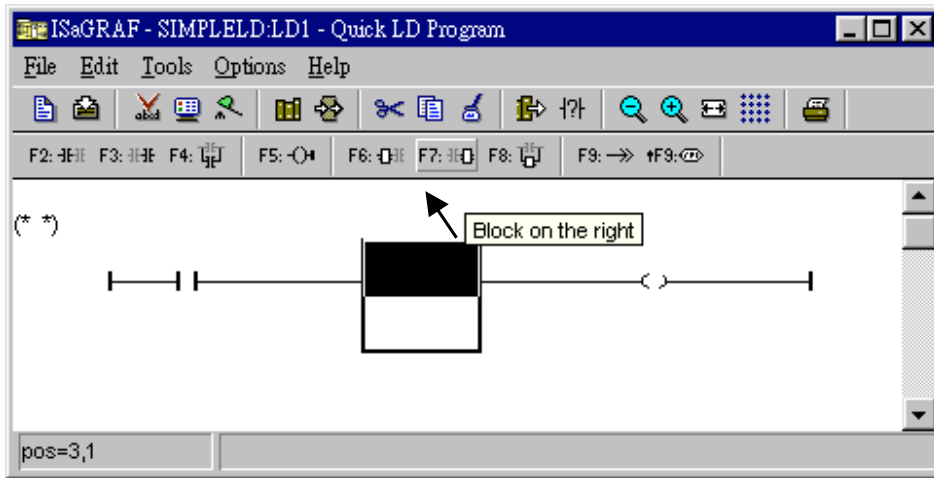 ISaGRAF - SIMPLELD:LD1 - Quick LD Program
File Edit Tools Options Help
abcd
F2: F3: F4: F5: F6: F7: F8: F9: ↑F9:
Block on the right
(* *)
pos=3,1